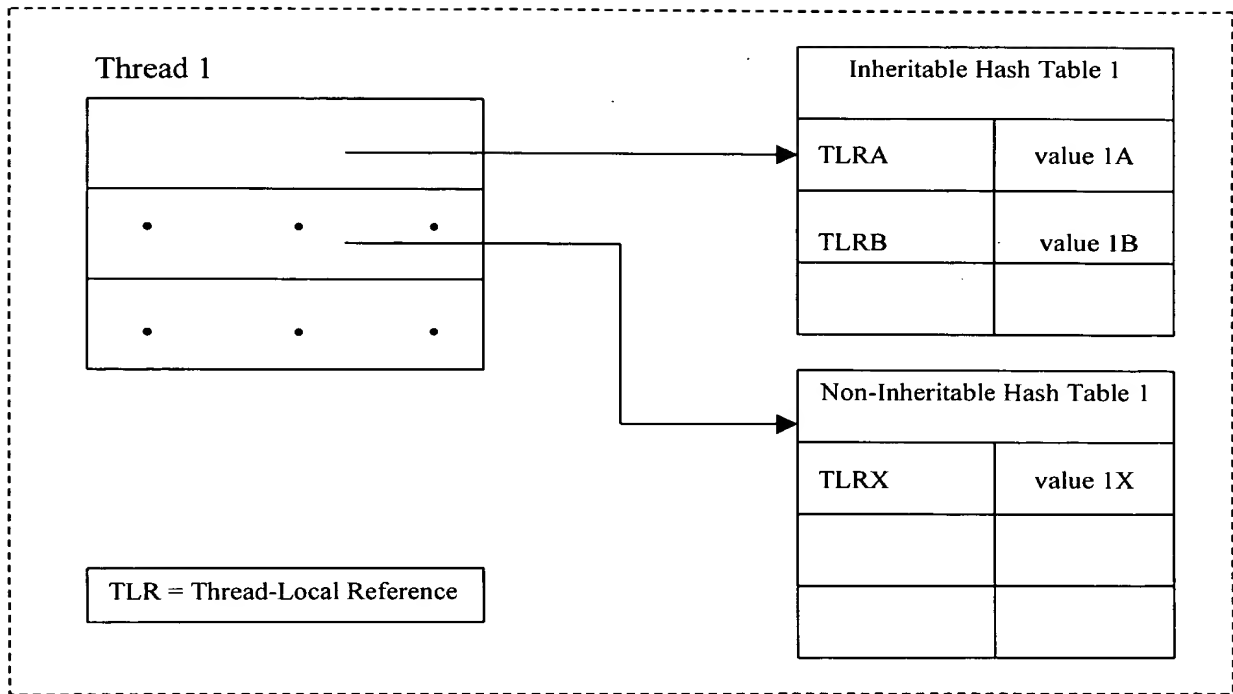 Thread 1
Inheritable Hash Table 1
TLRA value 1A
TLRB value 1B
Non-Inheritable Hash Table 1
TLRX value 1X
TLR = Thread-Local Reference